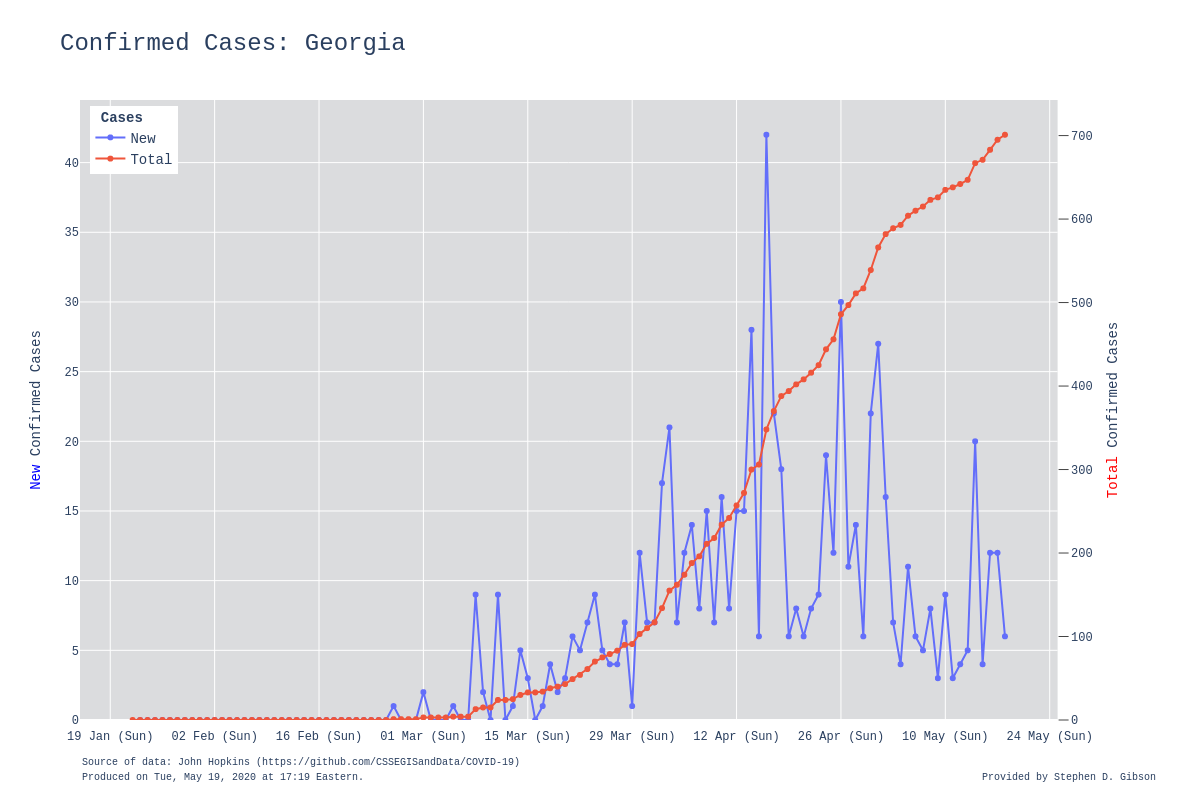 Confirmed Cases: Georgia
Cases
New
Total
40
35
30
25
20
15
10
5
0
700
600
500
400
300
200
100
0
New Confirmed Cases
Total Confirmed Cases
19 Jan (Sun) 02 Feb (Sun) 16 Feb (Sun) 01 Mar (Sun) 15 Mar (Sun) 29 Mar (Sun) 12 Apr (Sun) 26 Apr (Sun) 10 May (Sun) 24 May (Sun)
Source of data: John Hopkins (https://github.com/CSSEGISandData/COVID-19)
Produced on Tue, May 19, 2020 at 17:19 Eastern.
Provided by Stephen D. Gibson